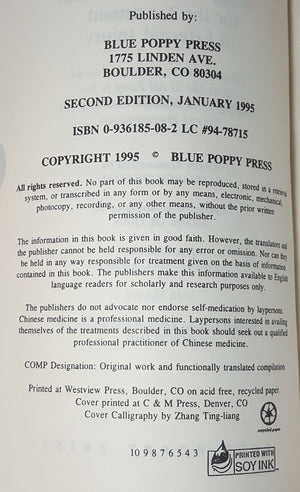 Published by:
BLUE POPPY PRESS
1775 LINDEN AVE.
BOULDER, CO 80304
SECOND EDITION, JANUARY 1995
ISBN 0-936185-08-2 LC #94-78715
COPYRIGHT 1995 © BLUE POPPY PRESS
All rights reserved. No part of this book may be reproduced, stored in a retrieval
system, or transcribed in any form or by any means, electronic, mechanical,
photocopy, recording, or any other means, without the prior written
permission of the publisher.
The information in this book is given in good faith. However, the translators and
the publisher cannot be held responsible for any error or omission. Nor can they
be held in any way responsible for treatment given on the basis of information
contained in this book. The publishers make this information available to English
language readers for scholarly and research purposes only.
The publishers do not advocate nor endorse self-medication by laypersons.
Chinese medicine is a professional medicine. Laypersons interested in availing
themselves of the treatments described in this book should seek out a qualified
professional practitioner of Chinese medicine.
COMP Designation: Original work and functionally translated compilation
Printed at Westview Press, Boulder, CO on acid free, recycled paper.
Cover printed at C & M Press, Denver, CO
Cover Calligraphy by Zhang Ting-liang
recycled paper
10 9 8 7 6 5 4 3
PRINTED WITH
SOY INK